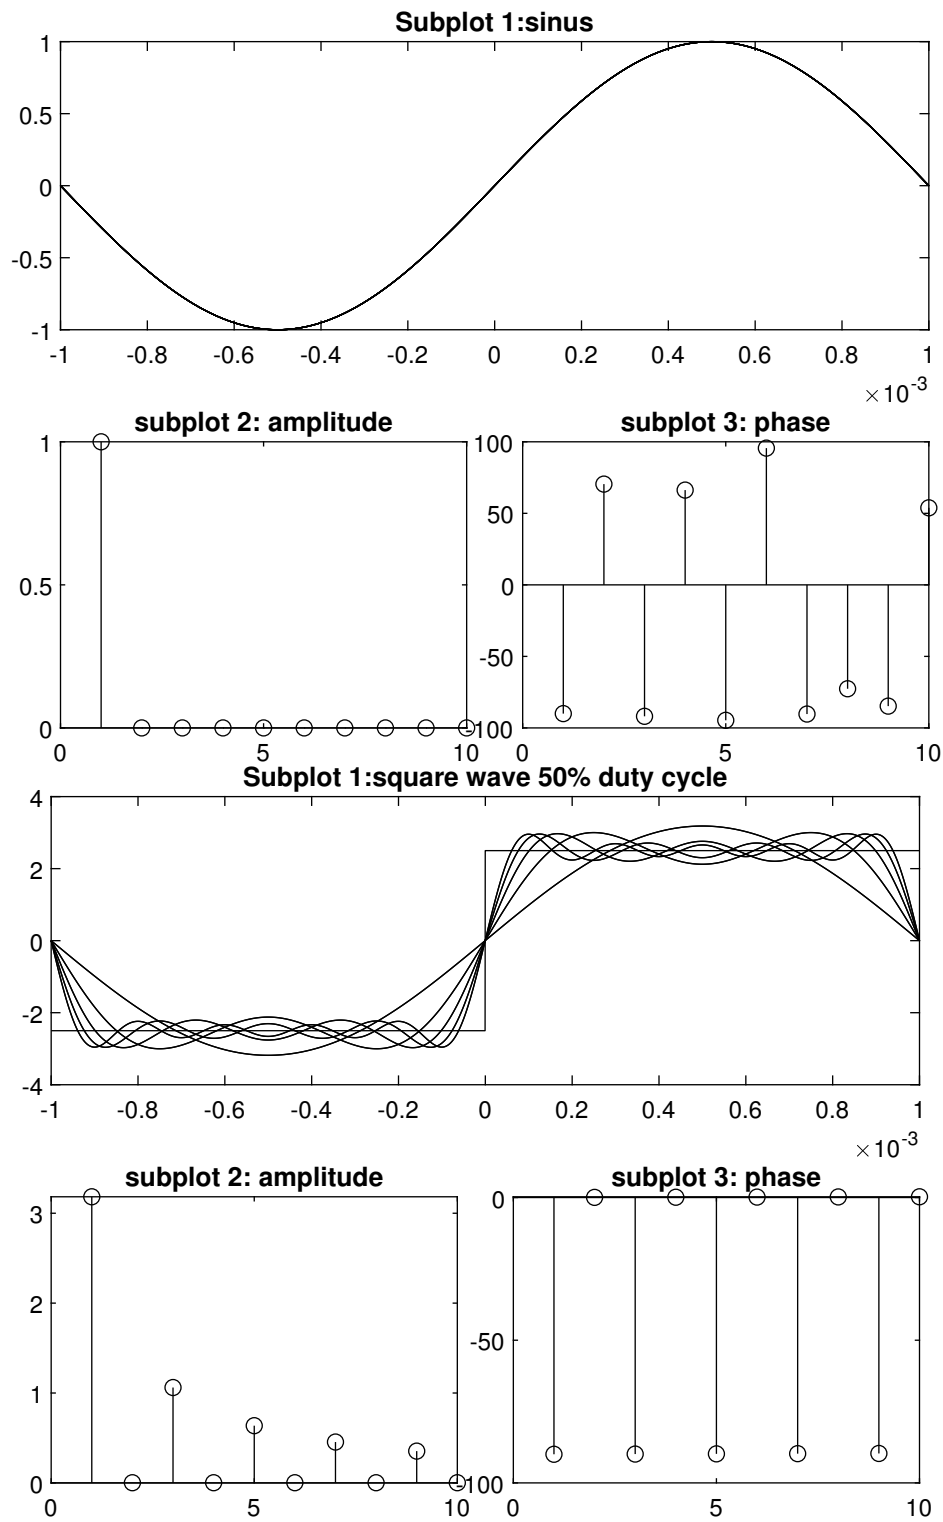 Subplot 1:sinus
1
0.5
0
-0.5
-1
-1 -0.8 -0.6 -0.4 -0.2 0 0.2 0.4 0.6 0.8 1
×10-3
subplot 2: amplitude
1
0.5
0
0 5 10
subplot 3: phase
100
50
0
-50
-100
0 5 10
Subplot 1:square wave 50% duty cycle
4
2
0
-2
-4
-1 -0.8 -0.6 -0.4 -0.2 0 0.2 0.4 0.6 0.8 1
×10-3
subplot 2: amplitude
3
2
1
0
0 5 10
subplot 3: phase
0
-50
-100
0 5 10